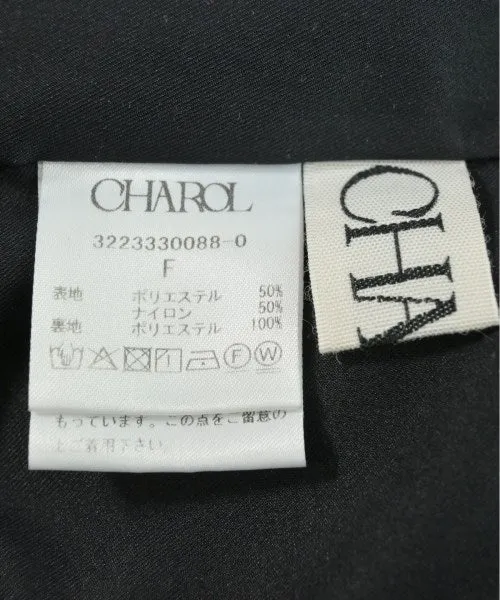 CHAROL
3223330088-0
F
表地 ポリエステル 50%
ナイロン 50%
裏地 ポリエステル 100%
F W
もっています。この点をご留意の
上ご着用下さい。
CHA